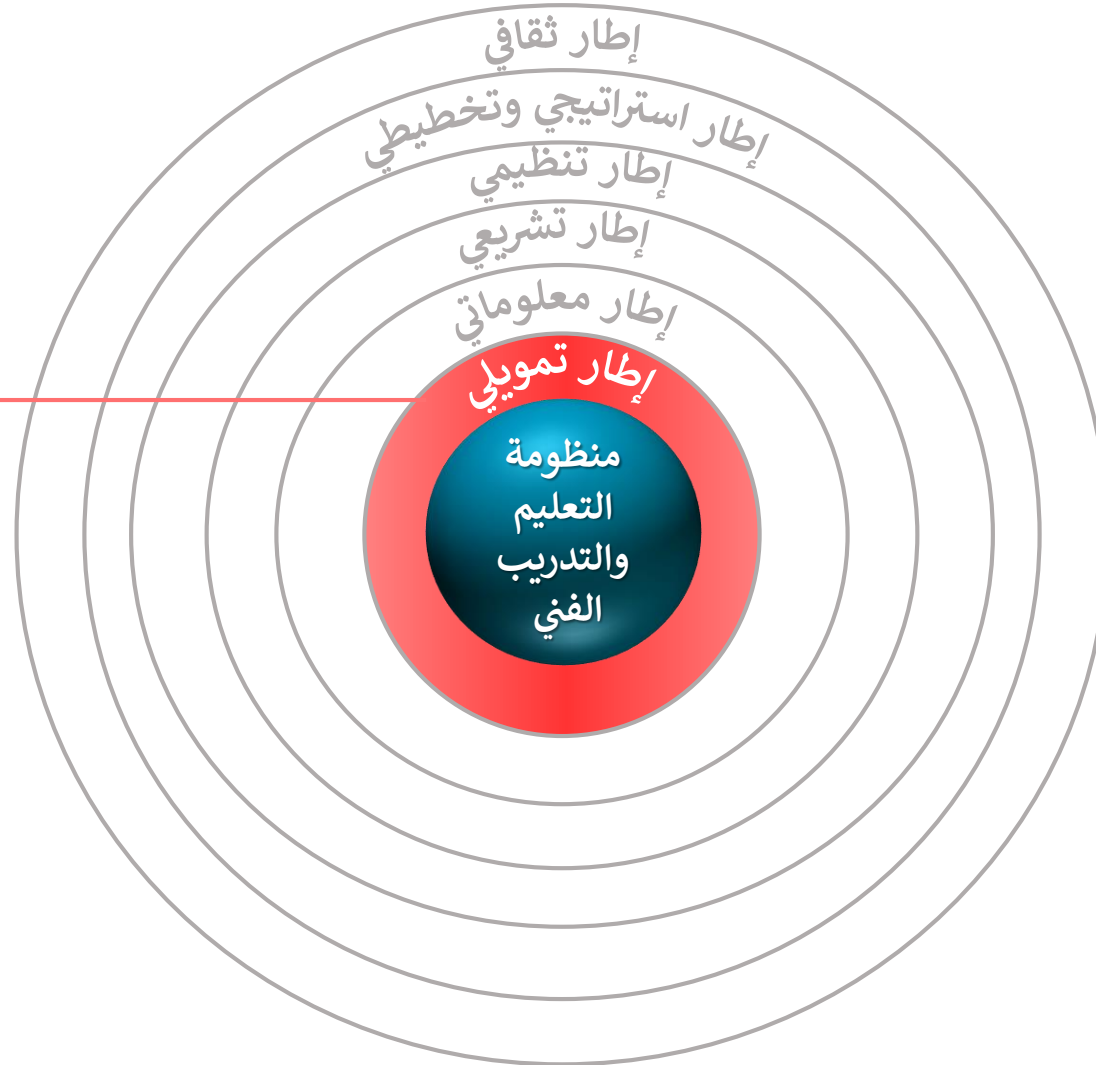 إطار ثقافي
إطار استراتيجي وتخطيطي
إطار تنظيمي
إطار تشريعي
إطار معلوماتي
إطار تمويلي
منظومة
التعليم
والتدريب
الفني